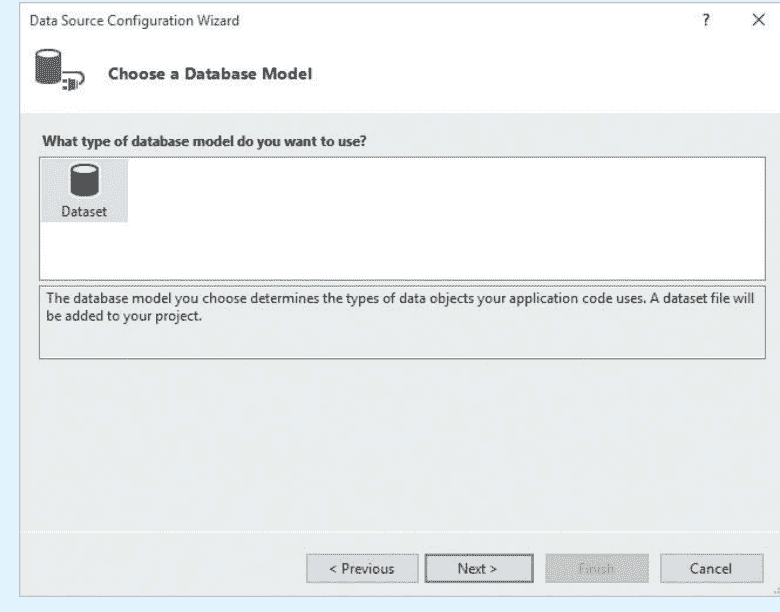 Data Source Configuration Wizard
?
Choose a Database Model
What type of database model do you want to use?
Dataset
The database model you choose determines the types of data objects your application code uses. A dataset file will
be added to your project.
< Previous
Next >
Finish
Cancel